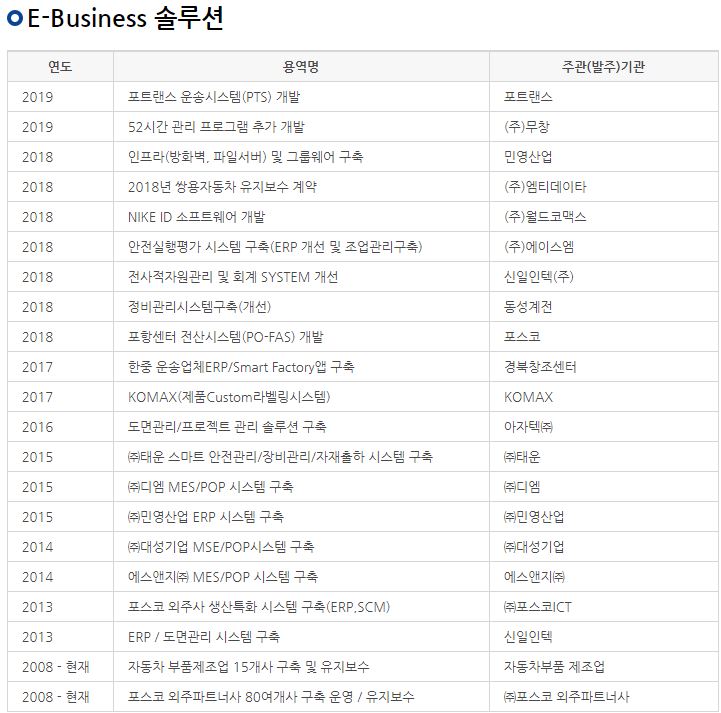 E-Business 솔루션
연도 용역명 주관(발주)기관
2019 포트랜스 운송시스템(PTS) 개발 포트랜스
2019 52시간 관리 프로그램 추가 개발 (주)무창
2018 인프라(방화벽, 파일서버) 및 그룹웨어 구축 민영산업
2018 2018년 쌍용자동차 유지보수 계약 (주)엠티데이타
2018 NIKE ID 소프트웨어 개발 (주)월드코맥스
2018 안전실행평가 시스템 구축(ERP 개선 및 조업관리구축) (주)에이스엠
2018 전사적자원관리 및 회계 SYSTEM 개선 신일인텍(주)
2018 정비관리시스템구축(개선) 동성계전
2018 포항센터 전산시스템(PO-FAS) 개발 포스코
2017 한중 운송업체ERP/Smart Factory앱 구축 경북창조센터
2017 KOMAX(제품Custom라벨링시스템) KOMAX
2016 도면관리/프로젝트 관리 솔루션 구축 아자텍㈜
2015 ㈜태운 스마트 안전관리/장비관리/자재출하 시스템 구축 ㈜태운
2015 ㈜디엠 MES/POP 시스템 구축 ㈜디엠
2015 ㈜민영산업 ERP 시스템 구축 ㈜민영산업
2014 ㈜대성기업 MSE/POP시스템 구축 ㈜대성기업
2014 에스앤지㈜ MES/POP 시스템 구축 에스앤지㈜
2013 포스코 외주사 생산특화 시스템 구축(ERP,SCM) ㈜포스코ICT
2013 ERP / 도면관리 시스템 구축 신일인텍
2008 - 현재 자동차 부품제조업 15개사 구축 및 유지보수 자동차부품 제조업
2008 - 현재 포스코 외주파트너사 80여개사 구축 운영 / 유지보수 ㈜포스코 외주파트너사